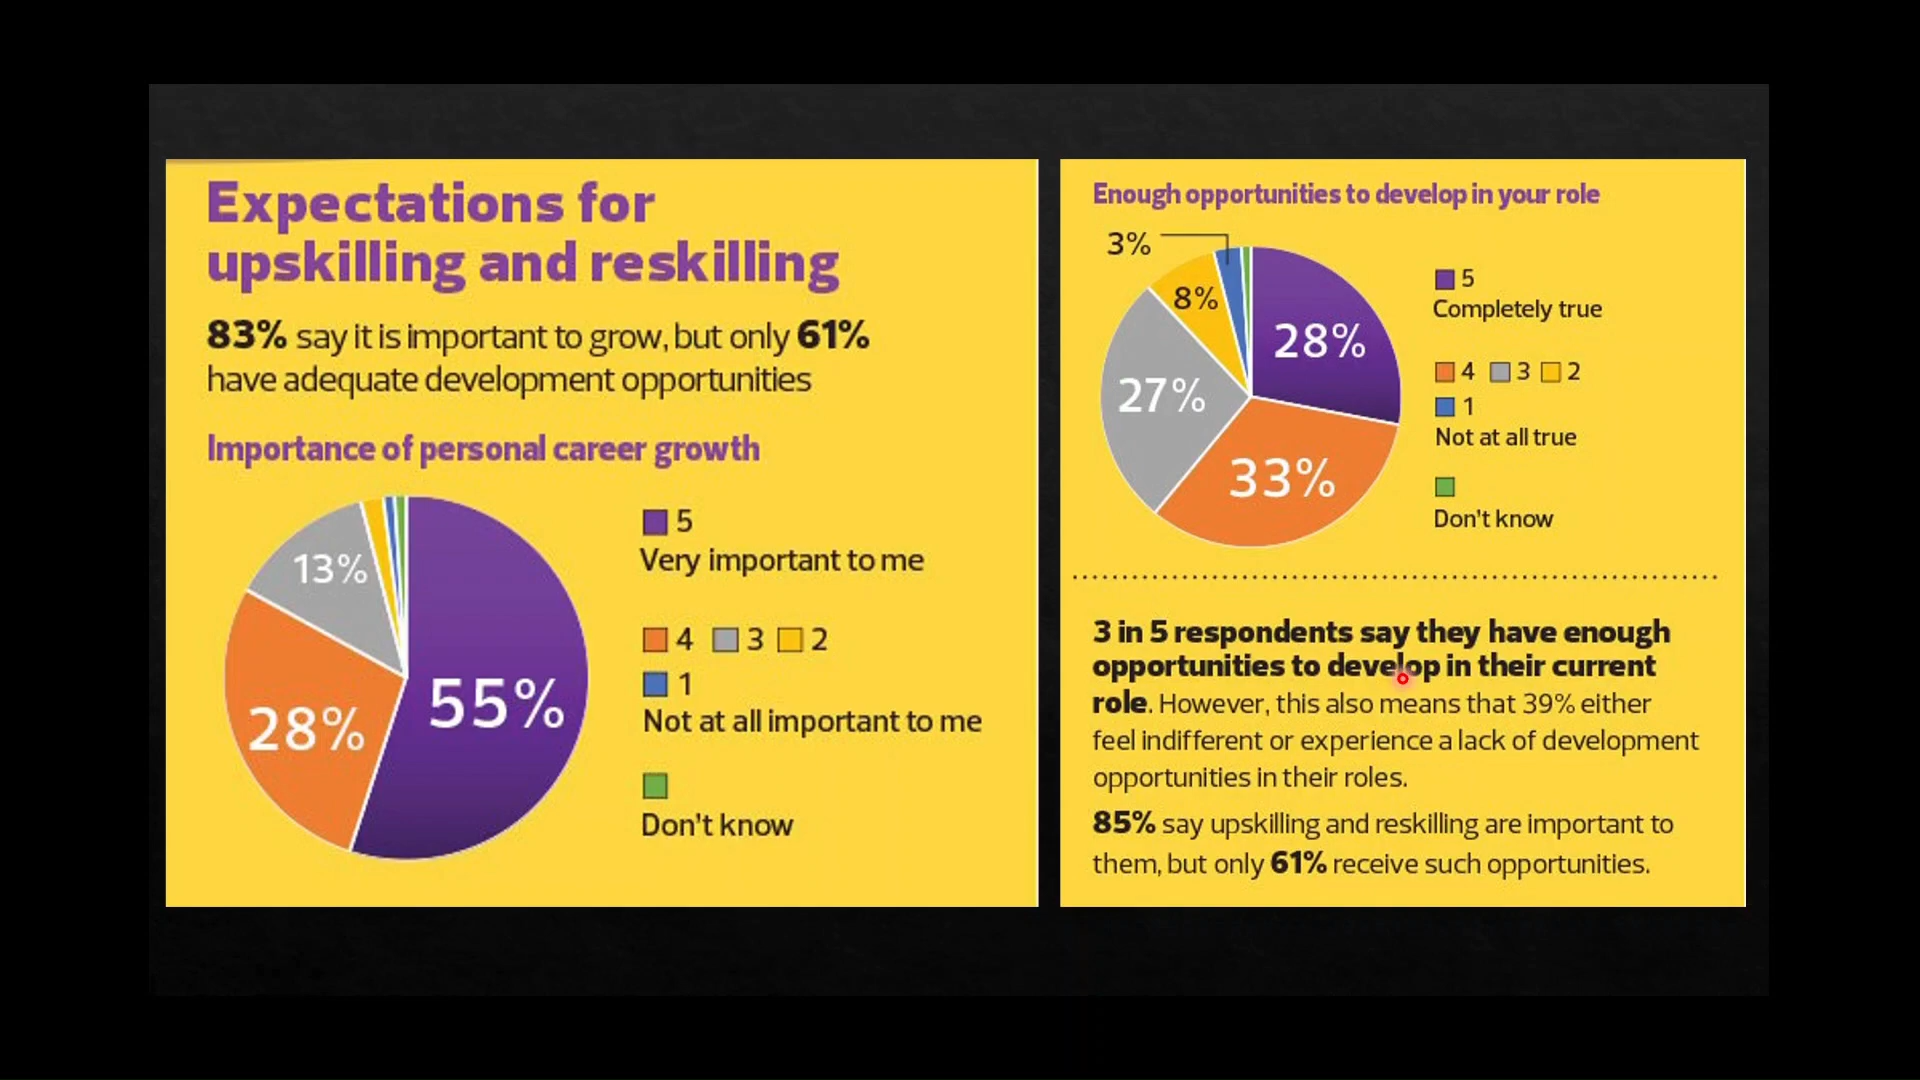 Expectations for
upskilling and reskilling
83% say it is important to grow, but only 61%
have adequate development opportunities
Importance of personal career growth
13%
28%
55%
5
Very important to me
4 3 2
1
Not at all important to me
Don't know
Enough opportunities to develop in your role
3%
8%
28%
27%
33%
5
Completely true
4 3 2
1
Not at all true
Don't know
3 in 5 respondents say they have enough
opportunities to develop in their current
role. However, this also means that 39% either
feel indifferent or experience a lack of development
opportunities in their roles.
85% say upskilling and reskilling are important to
them, but only 61% receive such opportunities.